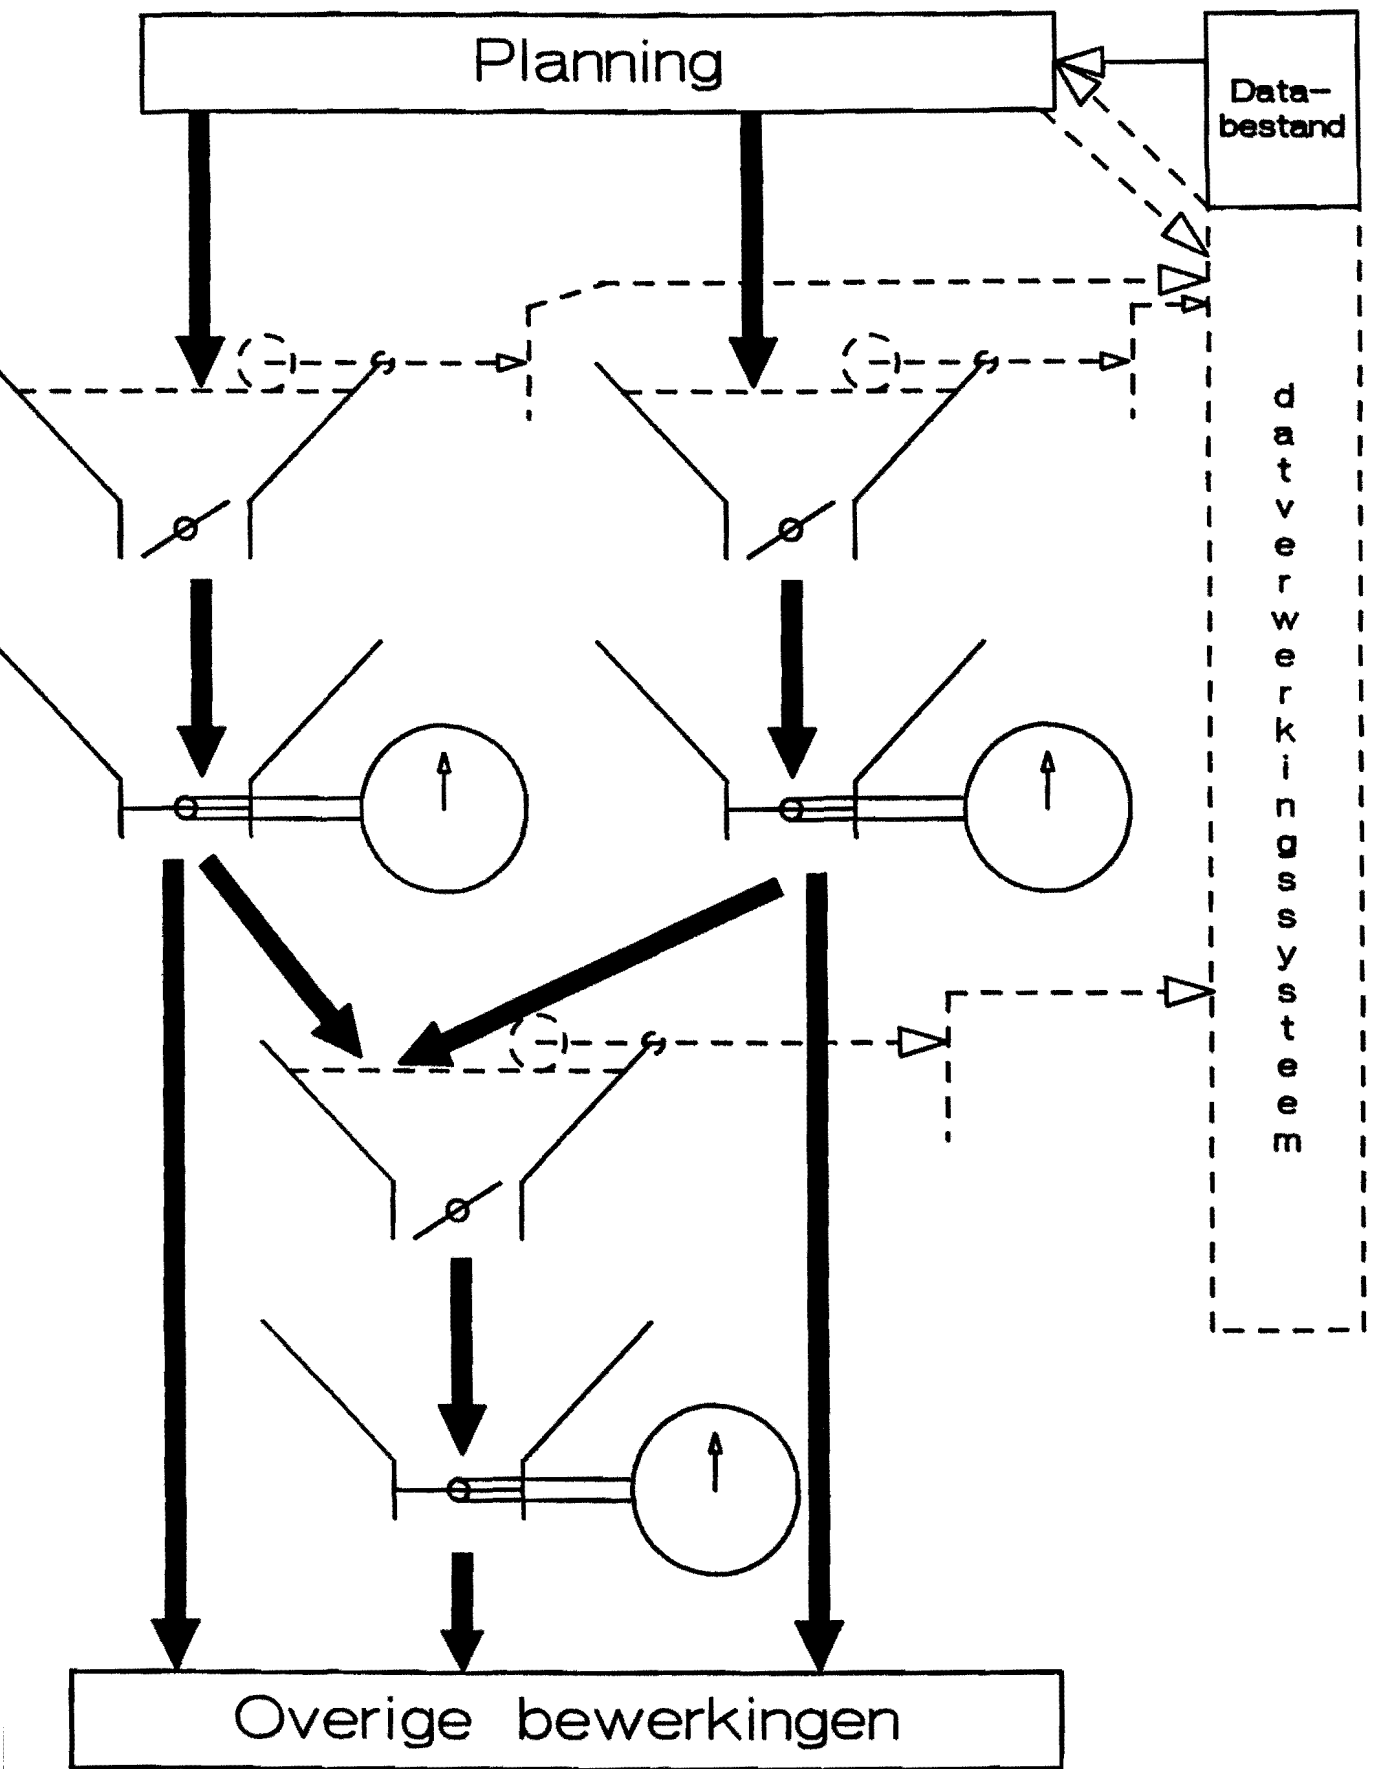 Planning
Data-
bestand
datverwerkingssysteem
Overige bewerkingen